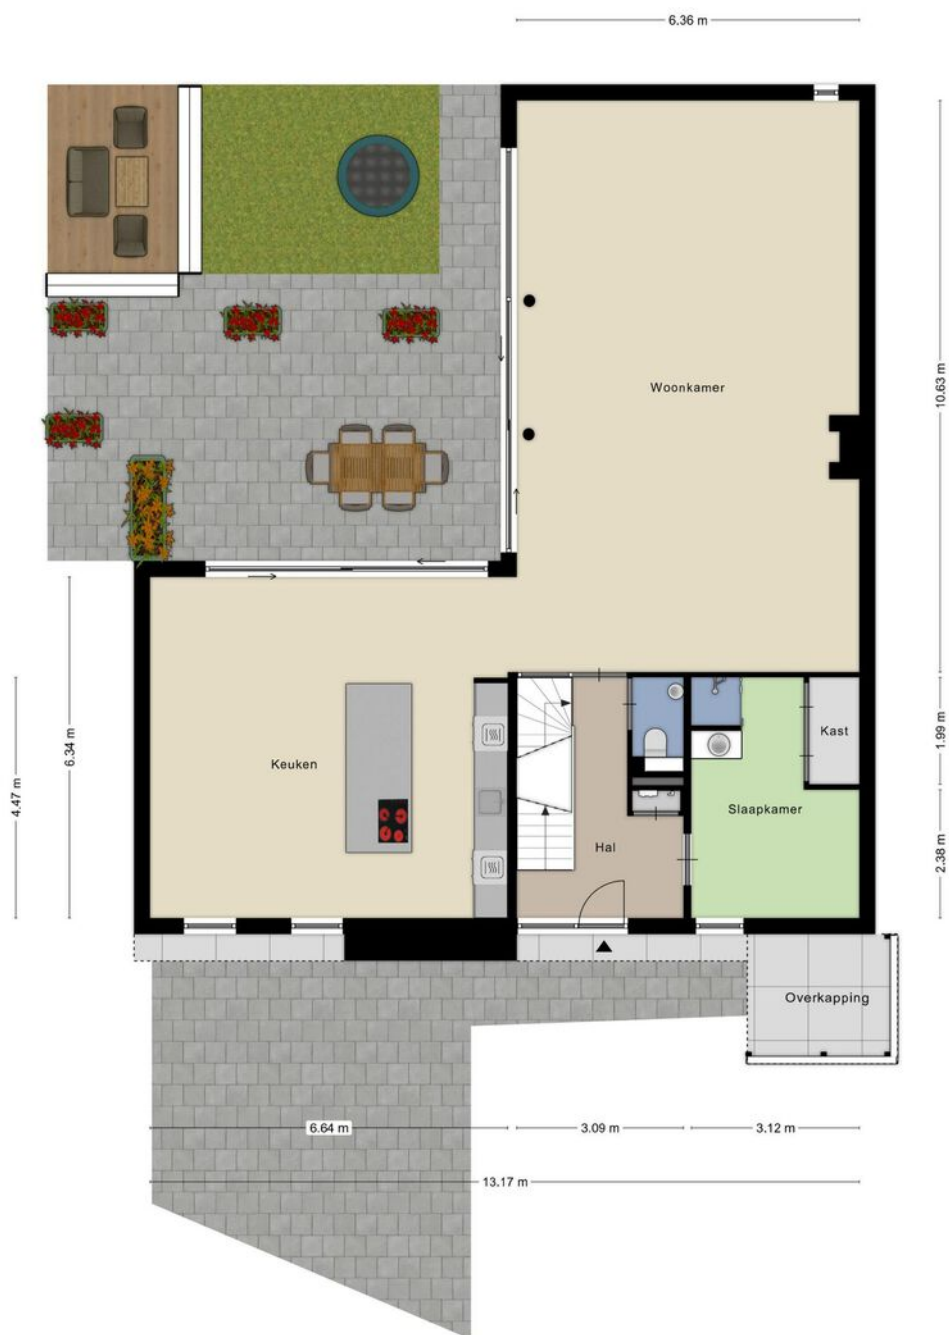 6.36 m
Woonkamer
10.63 m
6.34 m
4.47 m
Keuken
Kast
1.99 m
Slaapkamer
Hal
2.38 m
Overkapping
6.64 m
3.09 m
3.12 m
13.17 m